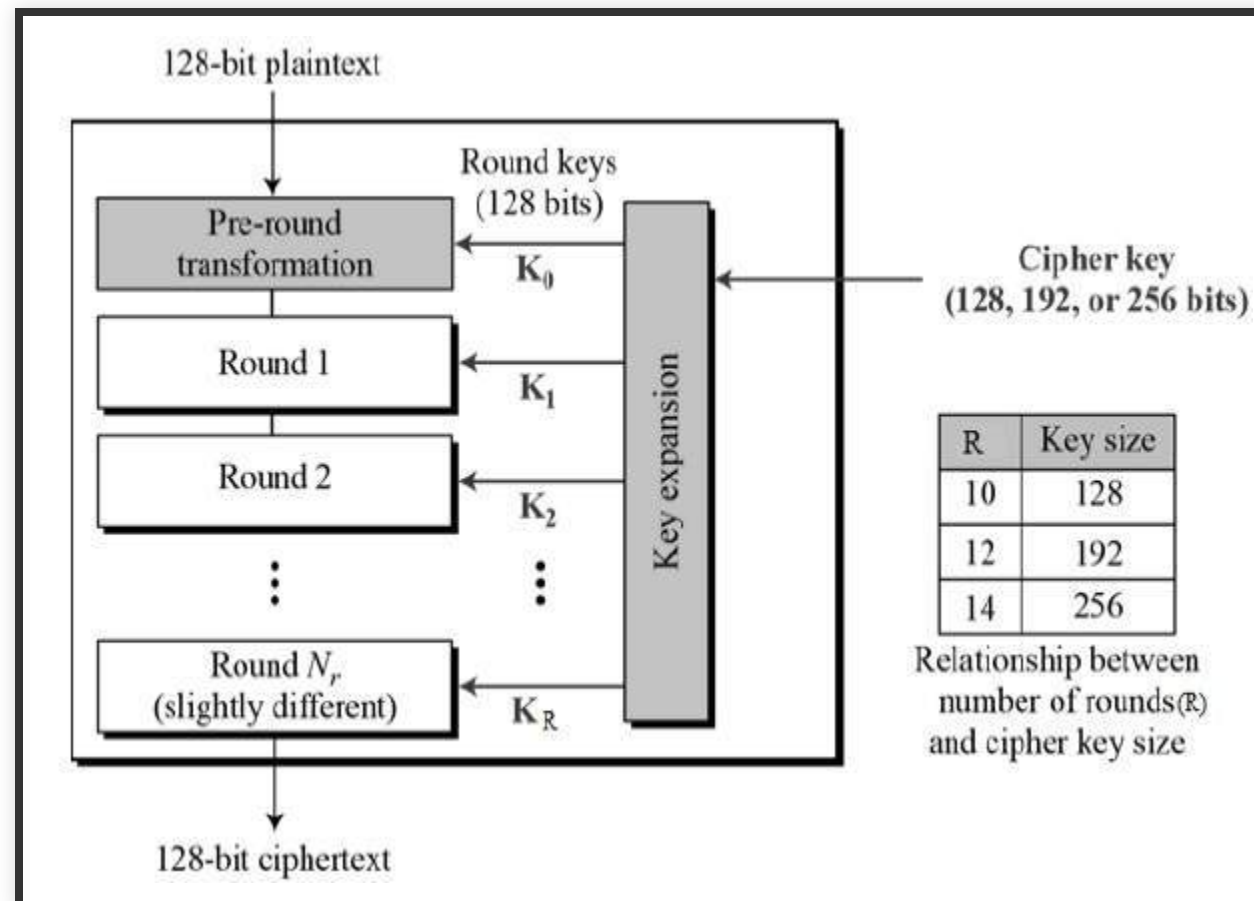 128-bit plaintext
Round keys
(128 bits)
Pre-round
transformation
K₀
Cipher key
(128, 192, or 256 bits)
Round 1
K₁
Round 2
K₂
Key expansion
R Key size
10 128
12 192
14 256
Round Nᵣ
(slightly different)
K R
Relationship between
number of rounds(R)
and cipher key size
128-bit ciphertext